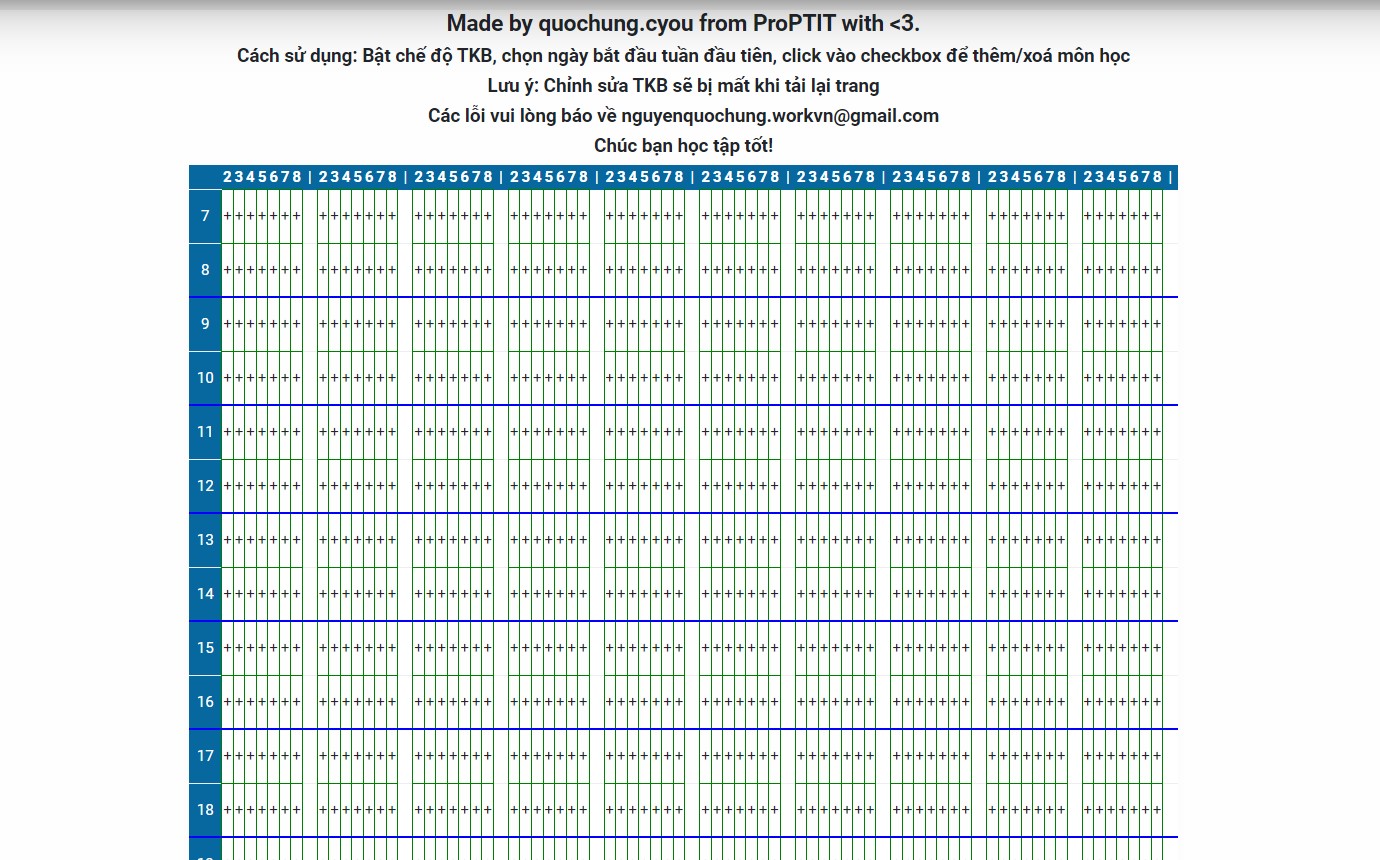 Made by quochung.cyou from ProPTIT with <3.
Cách sử dụng: Bật chế độ TKB, chọn ngày bắt đầu tuần đầu tiên, click vào checkbox để thêm/xoá môn học
Lưu ý: Chỉnh sửa TKB sẽ bị mất khi tải lại trang
Các lỗi vui lòng báo về nguyenquochung.workvn@gmail.com
Chúc bạn học tập tốt!
2345678 | 2345678 | 2345678 | 2345678 | 2345678 | 2345678 | 2345678 | 2345678 | 2345678 | 2345678 |
7 +++++++ +++++++ +++++++ +++++++ +++++++ +++++++ +++++++ +++++++ +++++++ +++++++
8 +++++++ +++++++ +++++++ +++++++ +++++++ +++++++ +++++++ +++++++ +++++++ +++++++
9 +++++++ +++++++ +++++++ +++++++ +++++++ +++++++ +++++++ +++++++ +++++++ +++++++
10 +++++++ +++++++ +++++++ +++++++ +++++++ +++++++ +++++++ +++++++ +++++++ +++++++
11 +++++++ +++++++ +++++++ +++++++ +++++++ +++++++ +++++++ +++++++ +++++++ +++++++
12 +++++++ +++++++ +++++++ +++++++ +++++++ +++++++ +++++++ +++++++ +++++++ +++++++
13 +++++++ +++++++ +++++++ +++++++ +++++++ +++++++ +++++++ +++++++ +++++++ +++++++
14 +++++++ +++++++ +++++++ +++++++ +++++++ +++++++ +++++++ +++++++ +++++++ +++++++
15 +++++++ +++++++ +++++++ +++++++ +++++++ +++++++ +++++++ +++++++ +++++++ +++++++
16 +++++++ +++++++ +++++++ +++++++ +++++++ +++++++ +++++++ +++++++ +++++++ +++++++
17 +++++++ +++++++ +++++++ +++++++ +++++++ +++++++ +++++++ +++++++ +++++++ +++++++
18 +++++++ +++++++ +++++++ +++++++ +++++++ +++++++ +++++++ +++++++ +++++++ +++++++